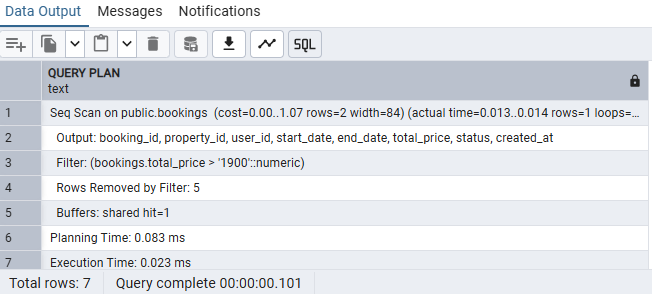 Data Output Messages Notifications
SQL
QUERY PLAN
text
1 Seq Scan on public.bookings (cost=0.00..1.07 rows=2 width=84) (actual time=0.013..0.014 rows=1 loops=...
2 Output: booking_id, property_id, user_id, start_date, end_date, total_price, status, created_at
3 Filter: (bookings.total_price > '1900'::numeric)
4 Rows Removed by Filter: 5
5 Buffers: shared hit=1
6 Planning Time: 0.083 ms
7 Execution Time: 0.023 ms
Total rows: 7 Query complete 00:00:00.101